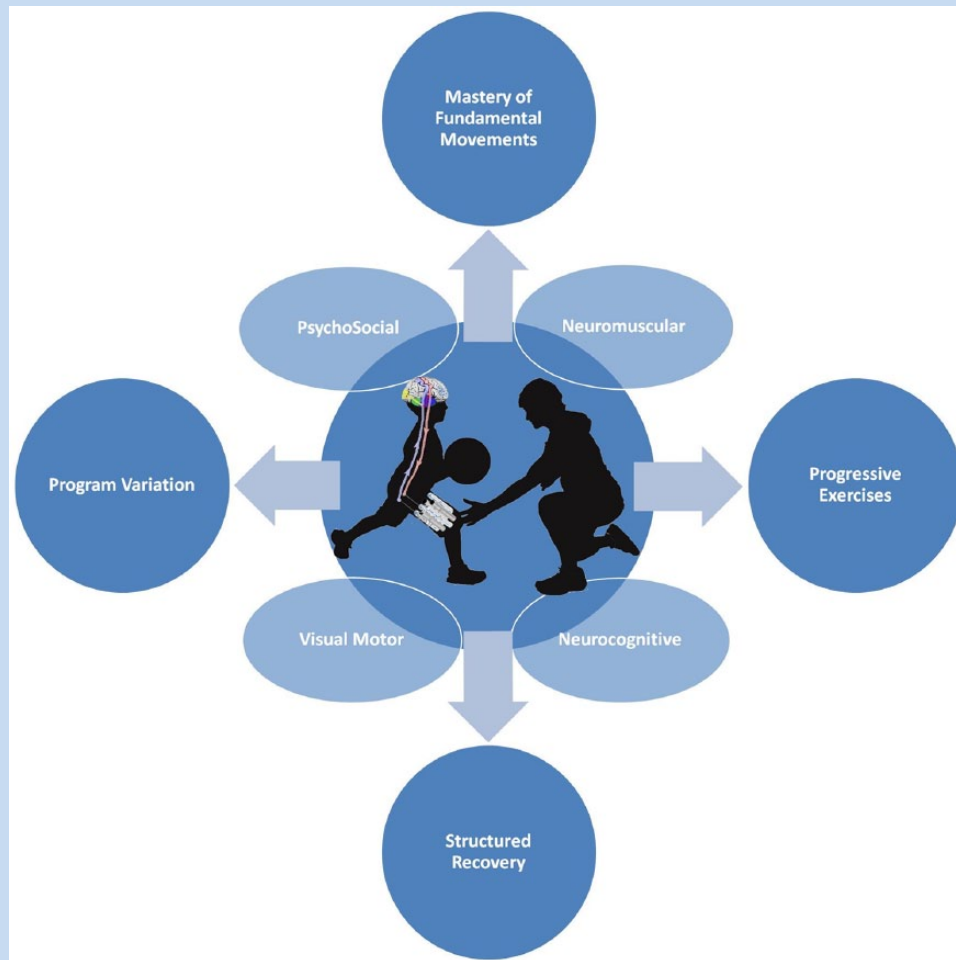 Mastery of
Fundamental
Movements
PsychoSocial
Neuromuscular
Program Variation
Progressive
Exercises
Visual Motor
Neurocognitive
Structured
Recovery